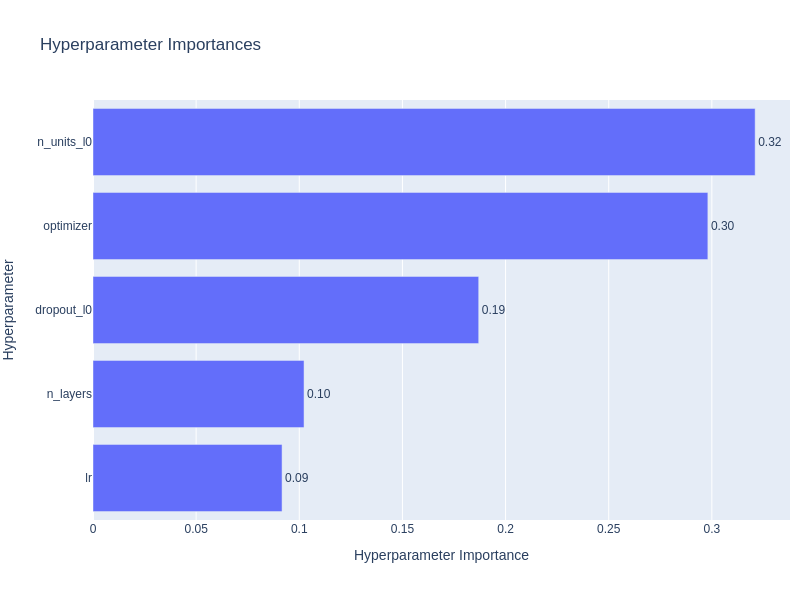 Hyperparameter Importances
Hyperparameter
n_units_l0
0.32
optimizer
0.30
dropout_l0
0.19
n_layers
0.10
lr
0.09
0
0.05
0.1
0.15
0.2
0.25
0.3
Hyperparameter Importance